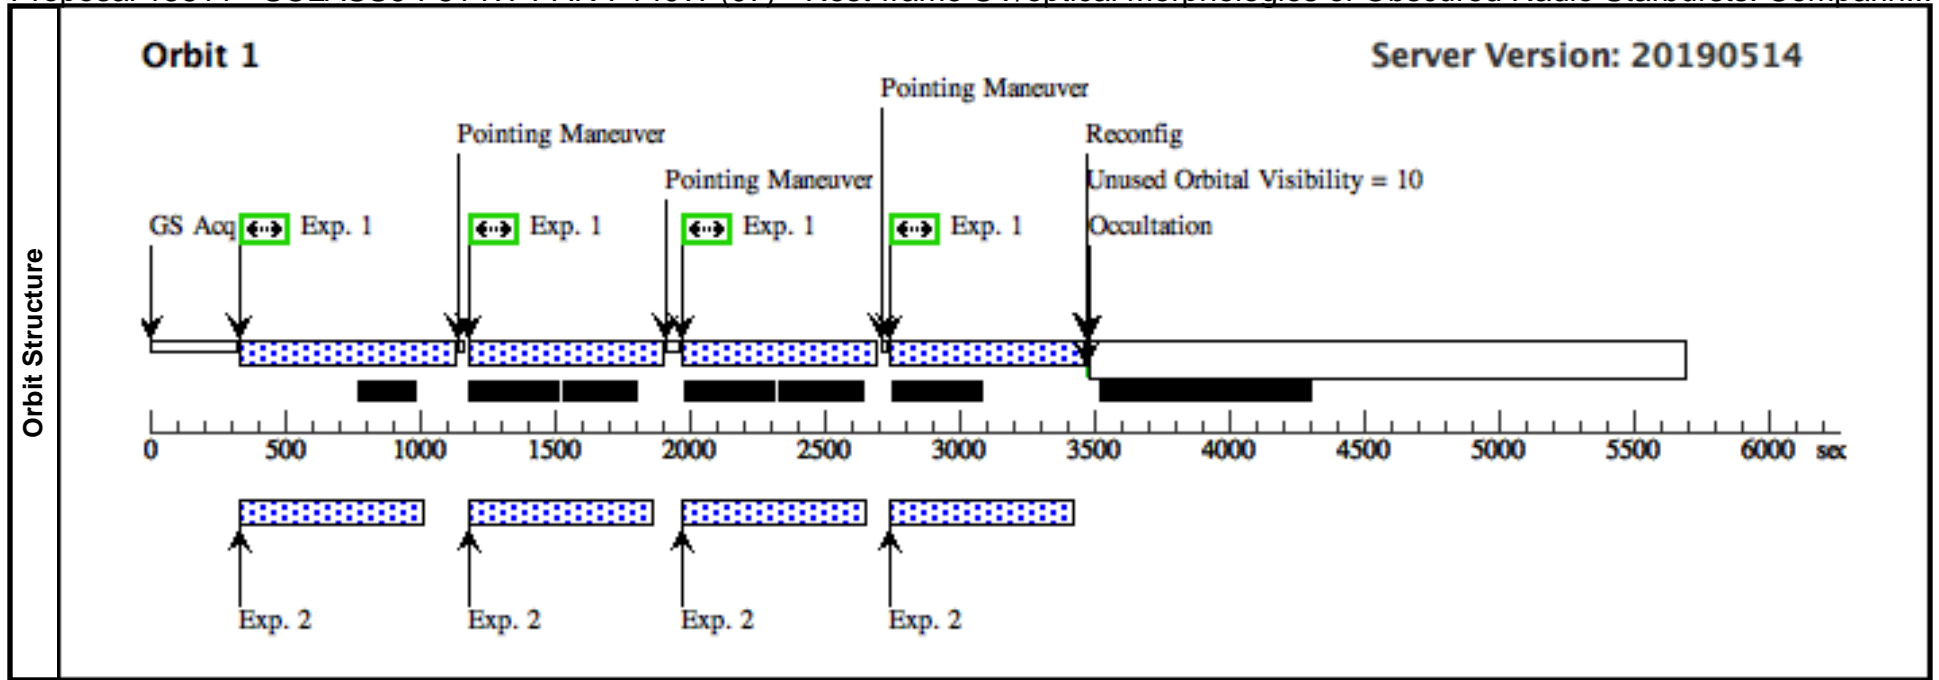 Orbit 1
Server Version: 20190514
Pointing Maneuver
Pointing Maneuver
Reconfig
Pointing Maneuver
Unused Orbital Visibility = 10
GS Acq
Exp. 1
Exp. 1
Exp. 1
Exp. 1
Occultation
Orbit Structure
0 500 1000 1500 2000 2500 3000 3500 4000 4500 5000 5500 6000 sec
Exp. 2
Exp. 2
Exp. 2
Exp. 2